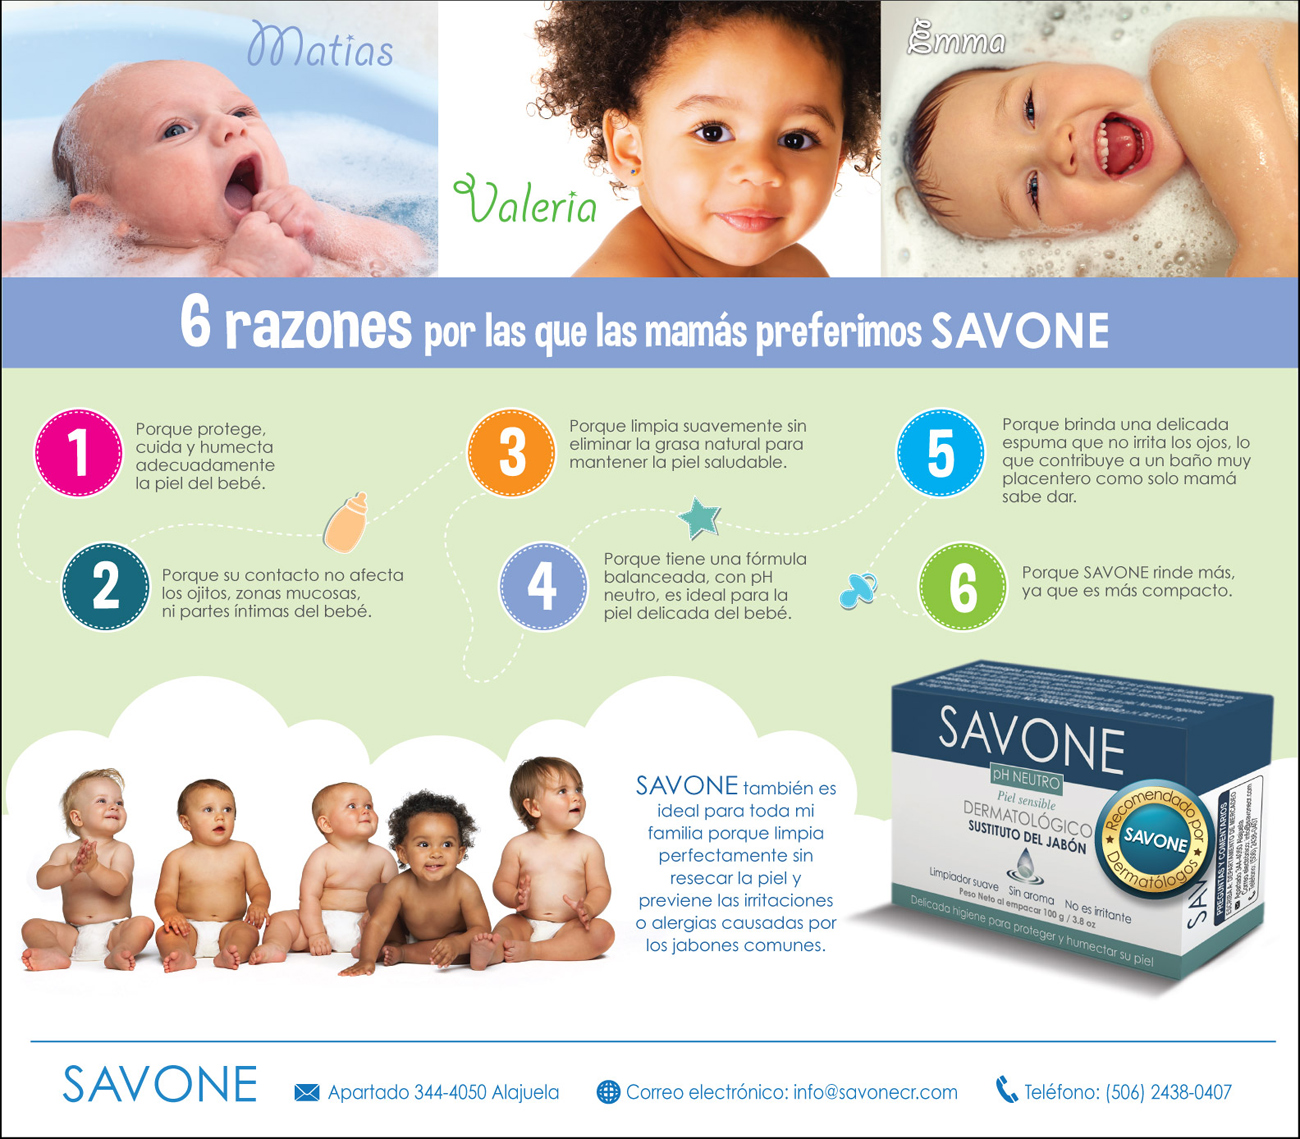 Matias
Valeria
Emma
6 razones por las que las mamás preferimos SAVONE
1
Porque protege,
cuida y humecta
adecuadamente
la piel del bebé.
2
Porque su contacto no afecta
los ojitos, zonas mucosas,
ni partes íntimas del bebé.
3
Porque limpia suavemente sin
eliminar la grasa natural para
mantener la piel saludable.
4
Porque tiene una fórmula
balanceada, con pH
neutro, es ideal para la
piel delicada del bebé.
5
Porque brinda una delicada
espuma que no irrita los ojos, lo
que contribuye a un baño muy
placentero como solo mamá
sabe dar.
6
Porque SAVONE rinde más,
ya que es más compacto.
SAVONE también es
ideal para toda mi
familia porque limpia
perfectamente sin
resecar la piel y
previene las irritaciones
o alergias causadas por
los jabones comunes.
SAVONE
pH NEUTRO
Piel sensible
DERMATOLÓGICO
SUSTITUTO DEL JABÓN
Limpiador suave Sin aroma No es irritante
Peso Neto al empacar 100 g / 3.8 oz
Delicada higiene para proteger y humectar su piel
Recomendado por
SAVONE
Dermatólogos
SAV
PREGUNTAS Y COMENTARIOS
Apartado 344-4050 Alajuela
SAVONE
Apartado 344-4050 Alajuela
Correo electrónico: info@savonecr.com
Teléfono: (506) 2438-0407